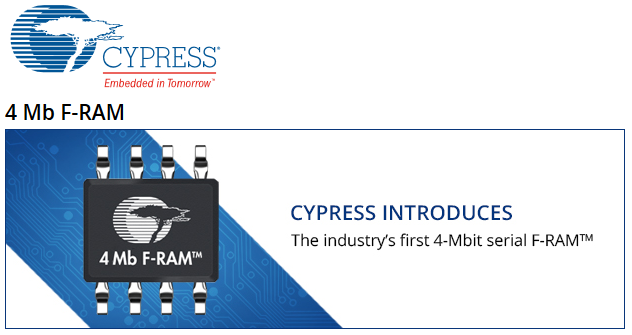 CYPRESS®
Embedded in Tomorrow™
4 Mb F-RAM
4 Mb F-RAM™
CYPRESS INTRODUCES
The industry's first 4-Mbit serial F-RAM™